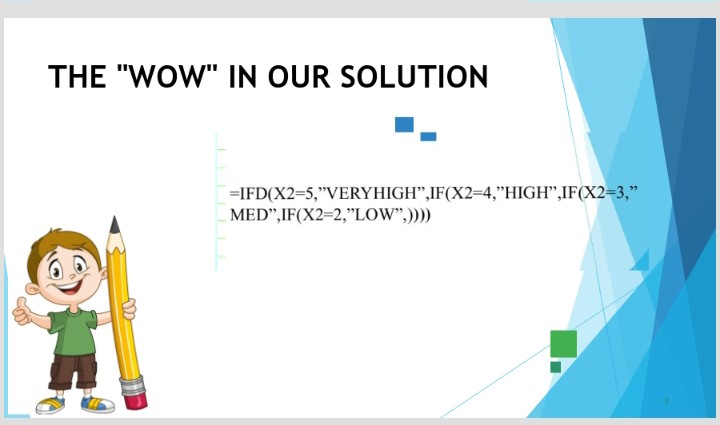 THE "WOW" IN OUR SOLUTION
=IFD(X2=5,”VERYHIGH”,IF(X2=4,”HIGH”,IF(X2=3,”
MED”,IF(X2=2,”LOW”,))))